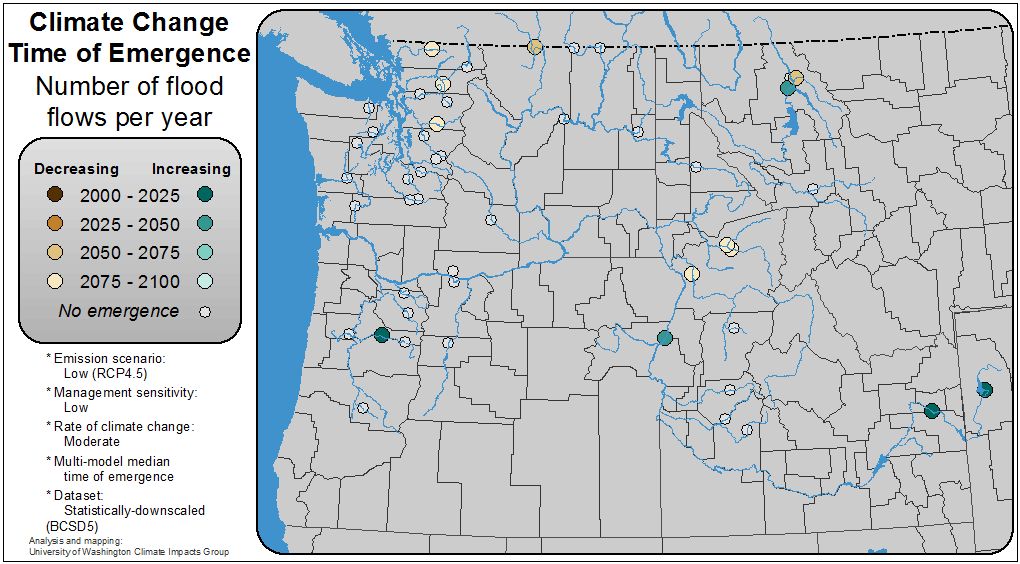 Climate Change
Time of Emergence
Number of flood
flows per year
Decreasing Increasing
2000 - 2025
2025 - 2050
2050 - 2075
2075 - 2100
No emergence
* Emission scenario:
Low (RCP4.5)
* Management sensitivity:
Low
* Rate of climate change:
Moderate
* Multi-model median
time of emergence
* Dataset:
Statistically-downscaled
(BCSD5)
Analysis and mapping:
University of Washington Climate Impacts Group